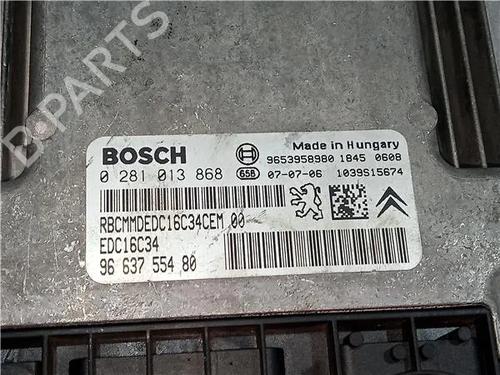 B-PARTS
BOSCH
Made in Hungary
9653958980 1845 0608
0 281 013 868 65B 07-07-06 1039S15674
RBCMMDEDC16C34CEM 00
EDC16C34
96 637 554 80